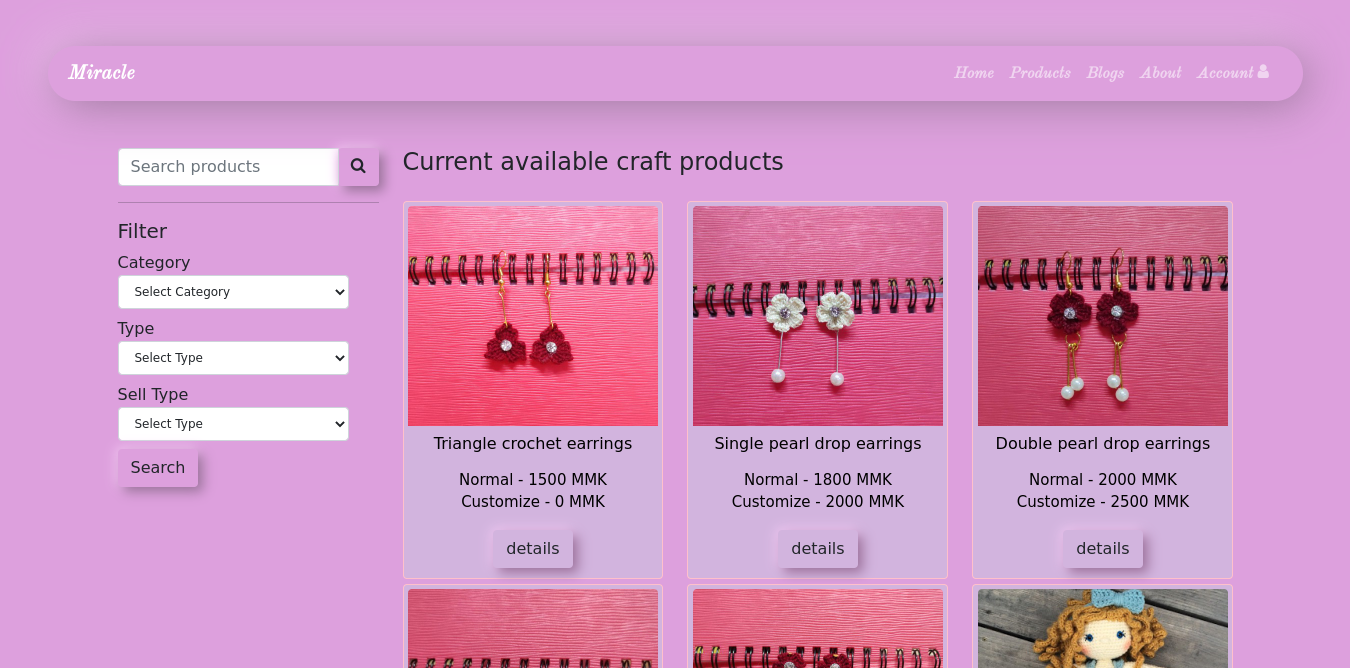 Miracle
Home Products Blogs About Account
Search products
Current available craft products
Filter
Category
Select Category
Type
Select Type
Sell Type
Select Type
Search
Triangle crochet earrings
Normal - 1500 MMK
Customize - 0 MMK
details
Single pearl drop earrings
Normal - 1800 MMK
Customize - 2000 MMK
details
Double pearl drop earrings
Normal - 2000 MMK
Customize - 2500 MMK
details